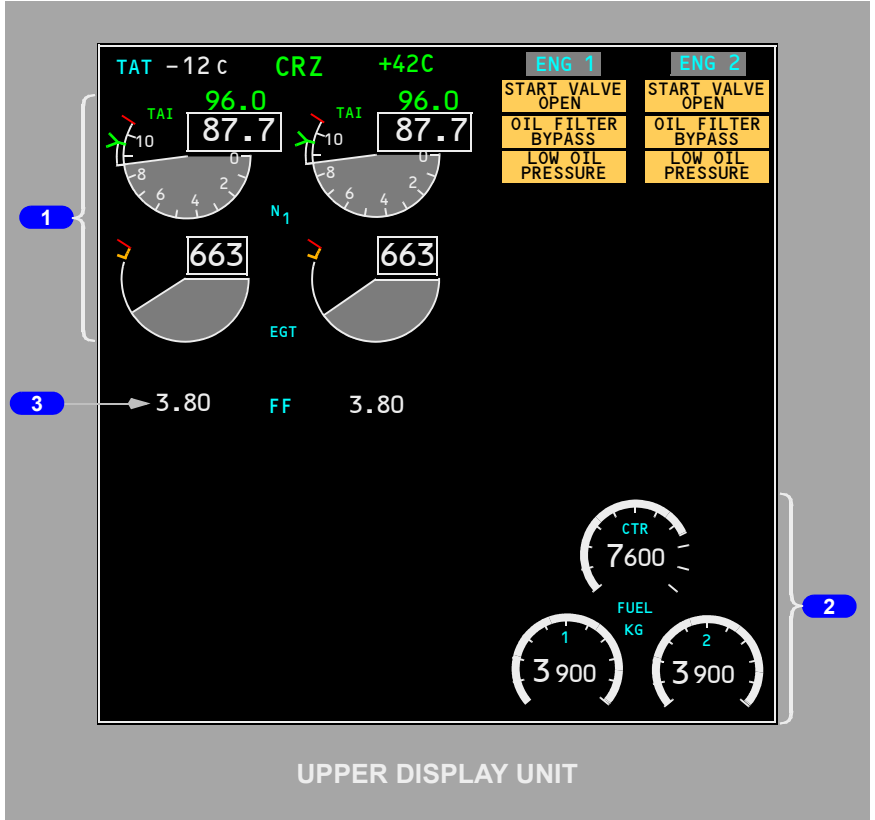 TAT -12 C CRZ +42C ENG 1 ENG 2
START VALVE OPEN START VALVE OPEN
TAI 96.0 TAI 96.0
87.7 87.7
10 10
OIL FILTER BYPASS OIL FILTER BYPASS
LOW OIL PRESSURE LOW OIL PRESSURE
0 2 4 6 8 0 2 4 6 8
N1
1
663 663
EGT
3 3.80 FF 3.80
CTR
7600
FUEL
KG
2
1 2
3900 3900
UPPER DISPLAY UNIT